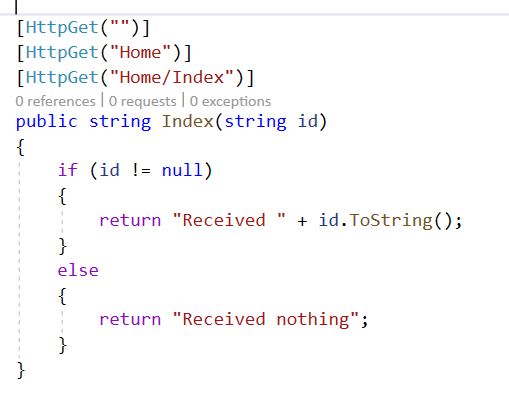 [HttpGet("")]
[HttpGet("Home")]
[HttpGet("Home/Index")]
0 references | 0 requests | 0 exceptions
public string Index(string id)
{
    if (id != null)
    {
        return "Received " + id.ToString();
    }
    else
    {
        return "Received nothing";
    }
}